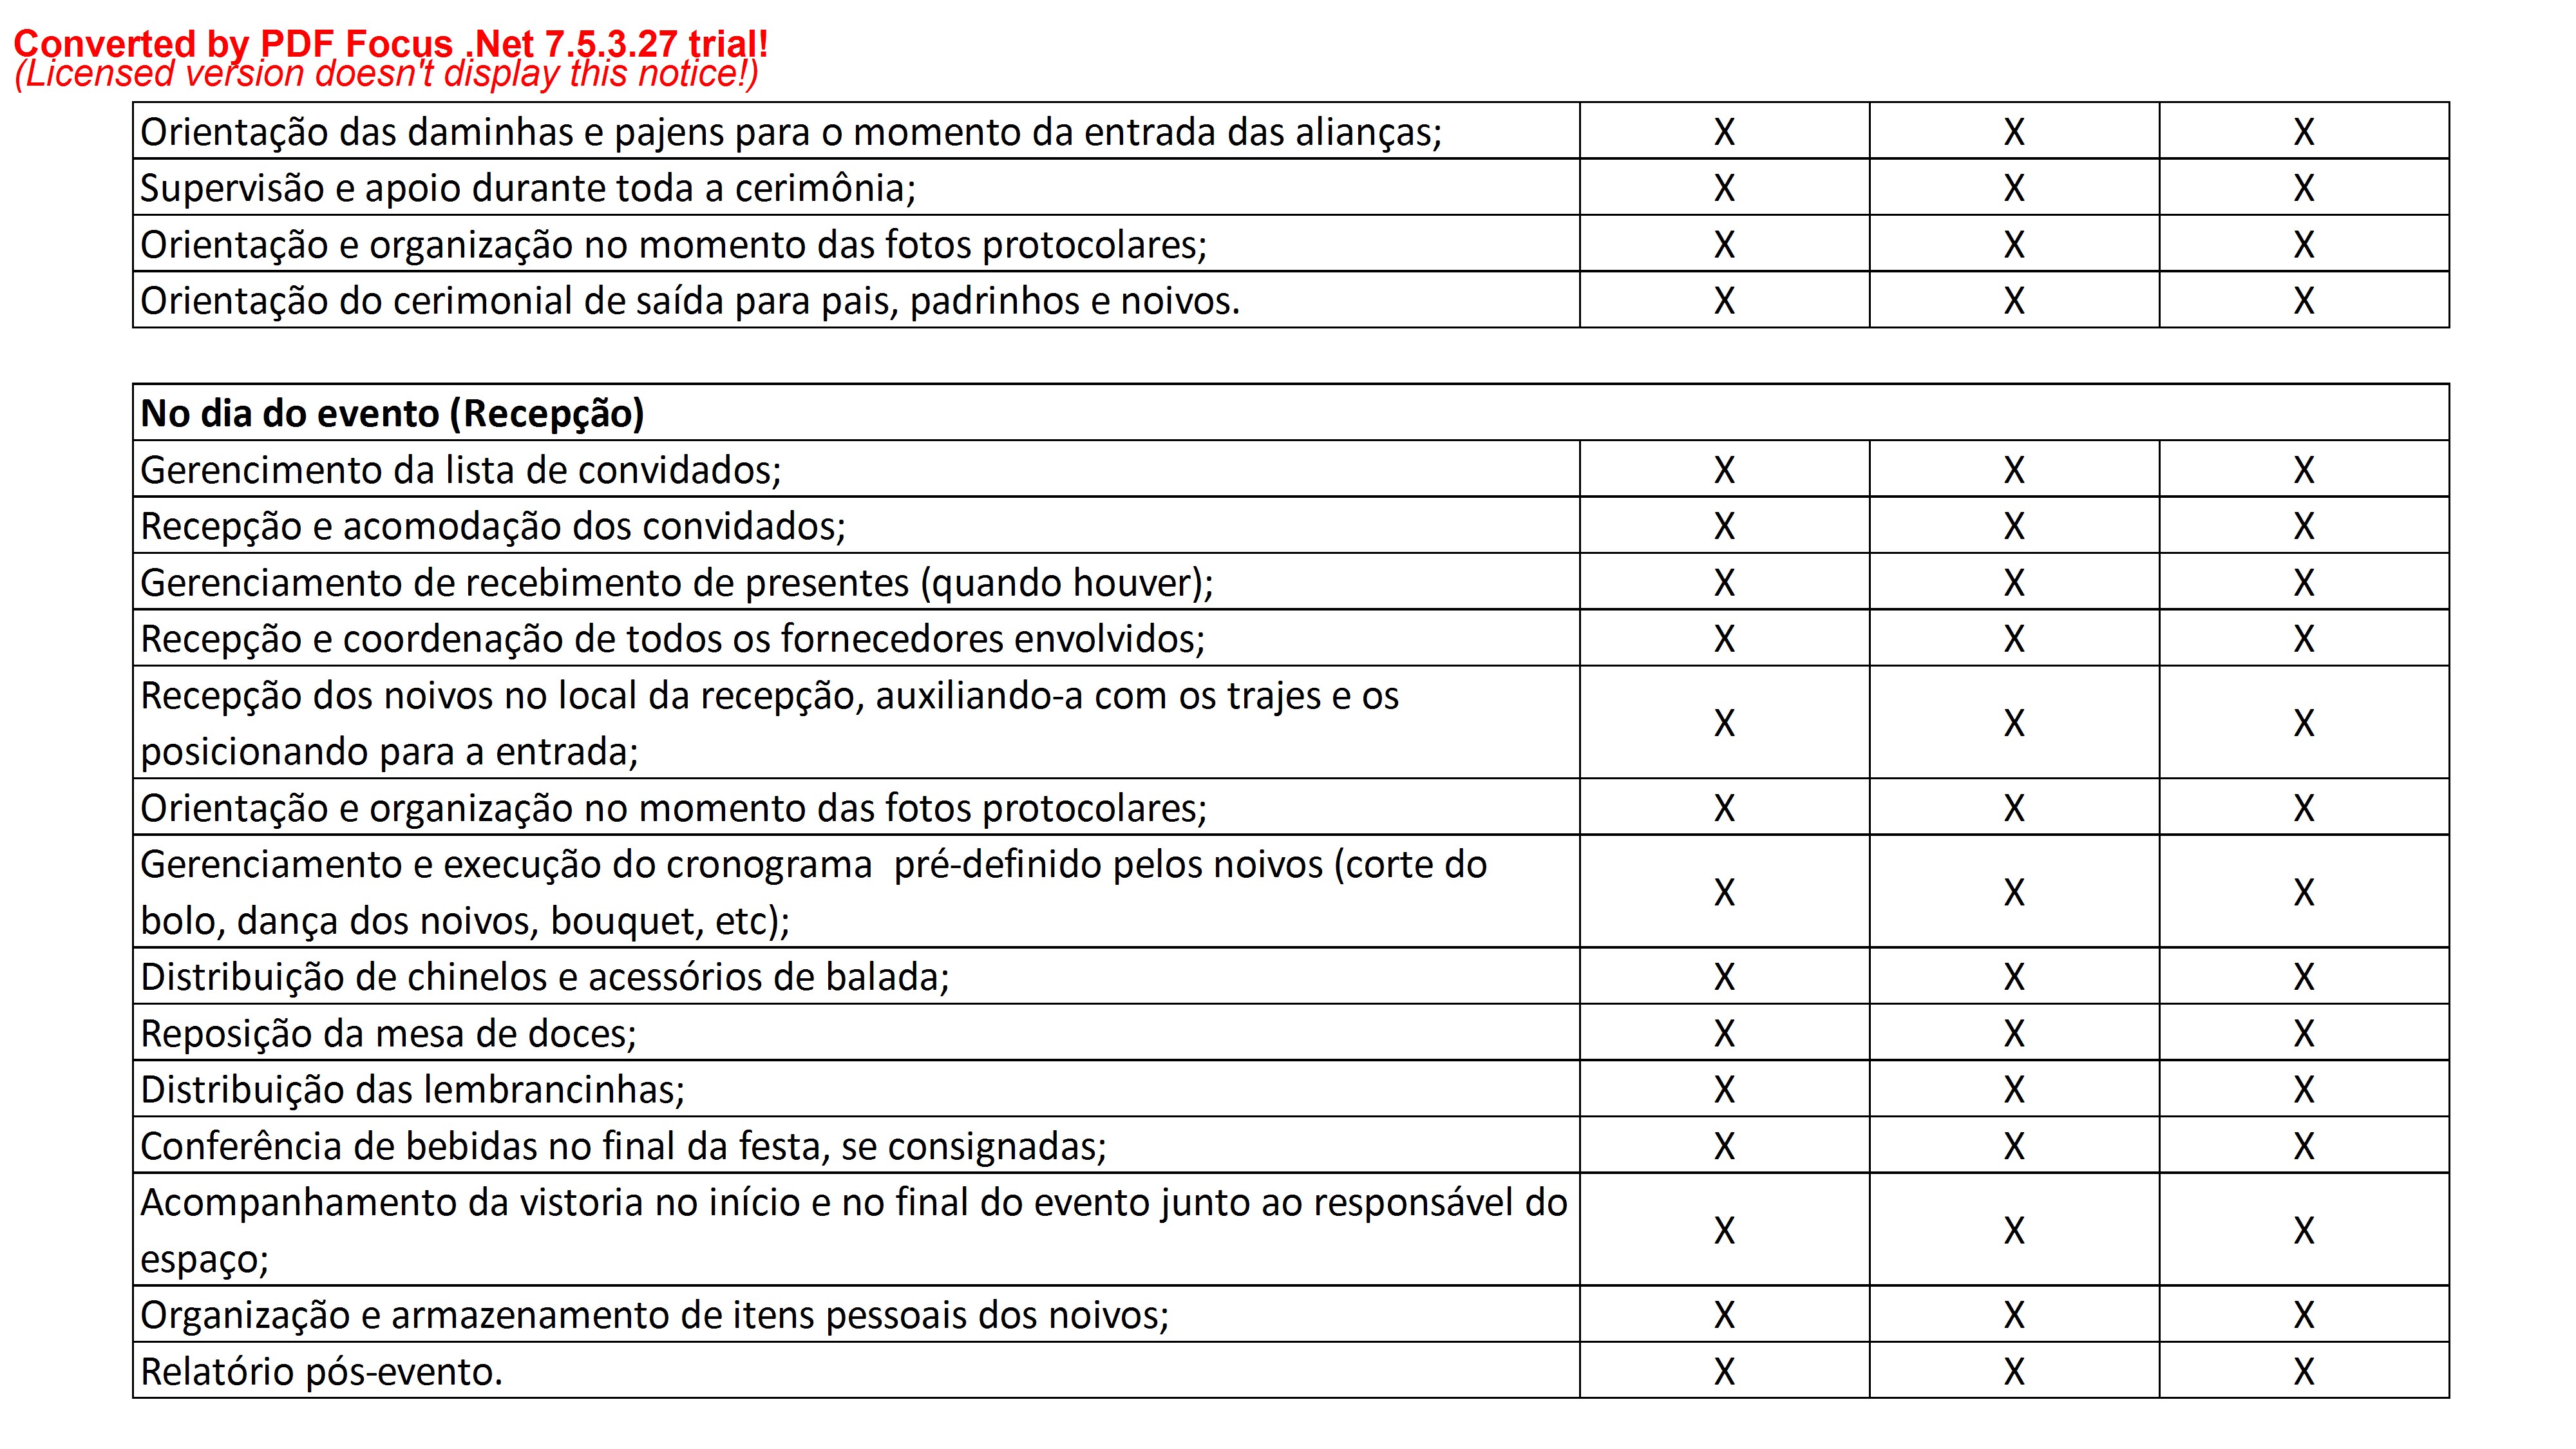 Converted by PDF Focus .Net 7.5.3.27 trial!
(Licensed version doesn't display this notice!)
Orientação das daminhas e pajens para o momento da entrada das alianças; X X X
Supervisão e apoio durante toda a cerimônia; X X X
Orientação e organização no momento das fotos protocolares; X X X
Orientação do cerimonial de saída para pais, padrinhos e noivos. X X X
No dia do evento (Recepção)
Gerencimento da lista de convidados; X X X
Recepção e acomodação dos convidados; X X X
Gerenciamento de recebimento de presentes (quando houver); X X X
Recepção e coordenação de todos os fornecedores envolvidos; X X X
Recepção dos noivos no local da recepção, auxiliando-a com os trajes e os
posicionando para a entrada; X X X
Orientação e organização no momento das fotos protocolares; X X X
Gerenciamento e execução do cronograma  pré-definido pelos noivos (corte do
bolo, dança dos noivos, bouquet, etc); X X X
Distribuição de chinelos e acessórios de balada; X X X
Reposição da mesa de doces; X X X
Distribuição das lembrancinhas; X X X
Conferência de bebidas no final da festa, se consignadas; X X X
Acompanhamento da vistoria no início e no final do evento junto ao responsável do
espaço; X X X
Organização e armazenamento de itens pessoais dos noivos; X X X
Relatório pós-evento. X X X